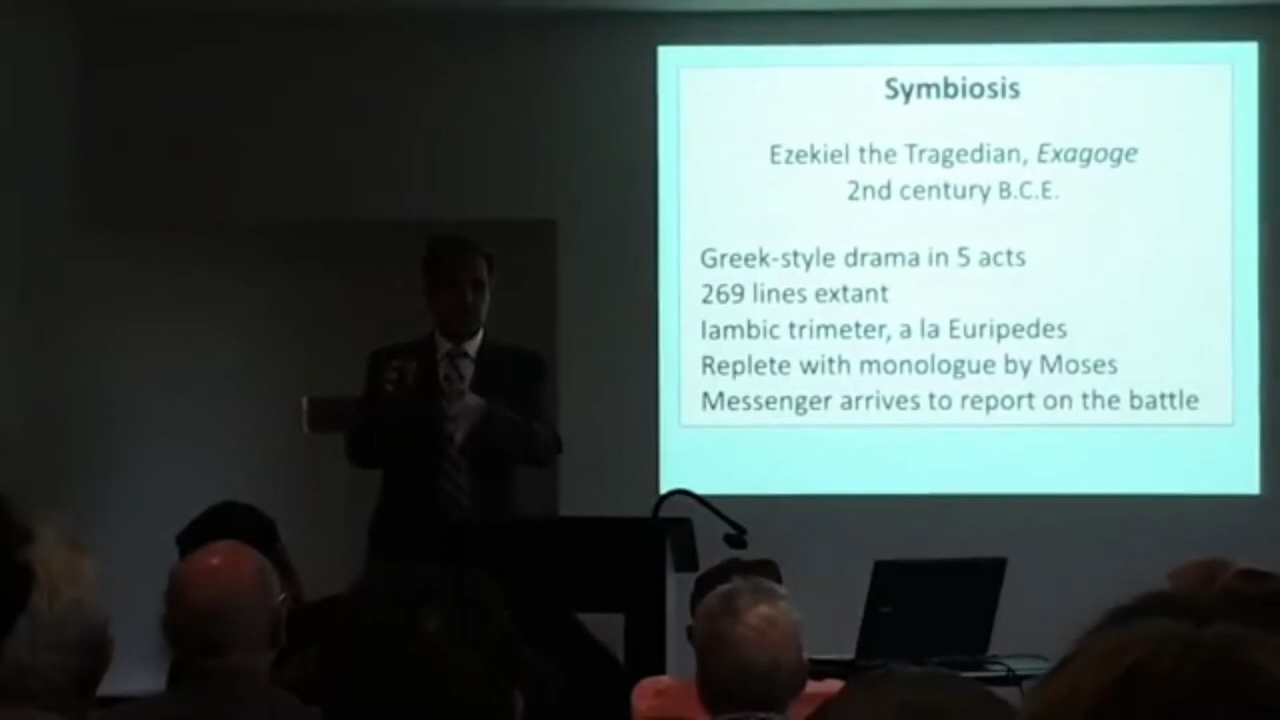 Symbiosis
Ezekiel the Tragedian, Exagoge
2nd century B.C.E.
Greek-style drama in 5 acts
269 lines extant
Iambic trimeter, a la Euripedes
Replete with monologue by Moses
Messenger arrives to report on the battle